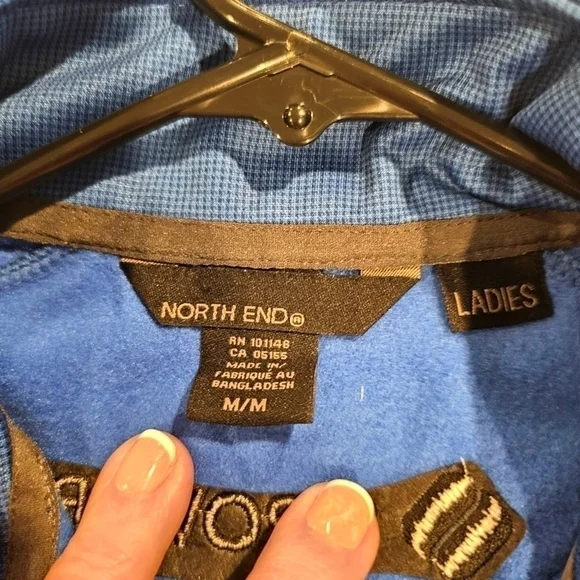 NORTH END®
LADIES
RN 101148
CA 05155
MADE IN/
FABRIQUÉ AU
BANGLADESH
M/M